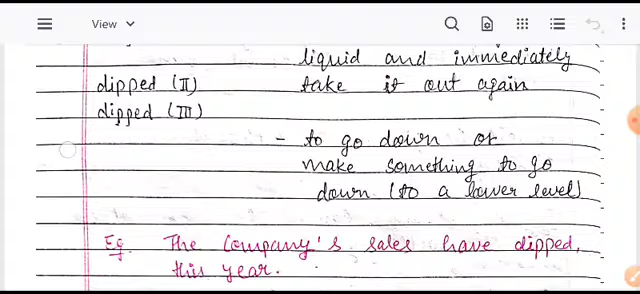 View
liquid and immediately
dipped (II) take it out again
dipped (III)
- to go down or
make something to go
down (to a lower level)
Eg The Company's sales have dipped,
this year.